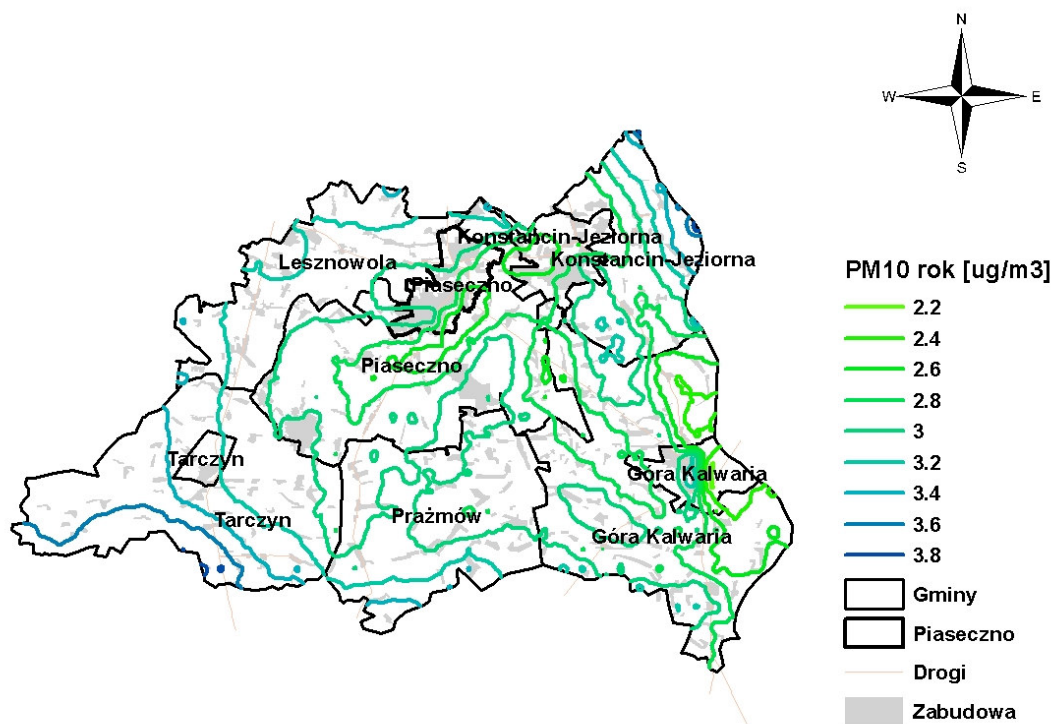 N
W
E
S
Konstancin-Jeziorna
Konstancin-Jeziorna
Lesznowola
Piaseczno
Piaseczno
Tarczyn
Góra Kalwaria
Tarczyn
Prażmów
Góra Kalwaria
PM10 rok [ug/m3]
2.2
2.4
2.6
2.8
3
3.2
3.4
3.6
3.8
Gminy
Piaseczno
Drogi
Zabudowa